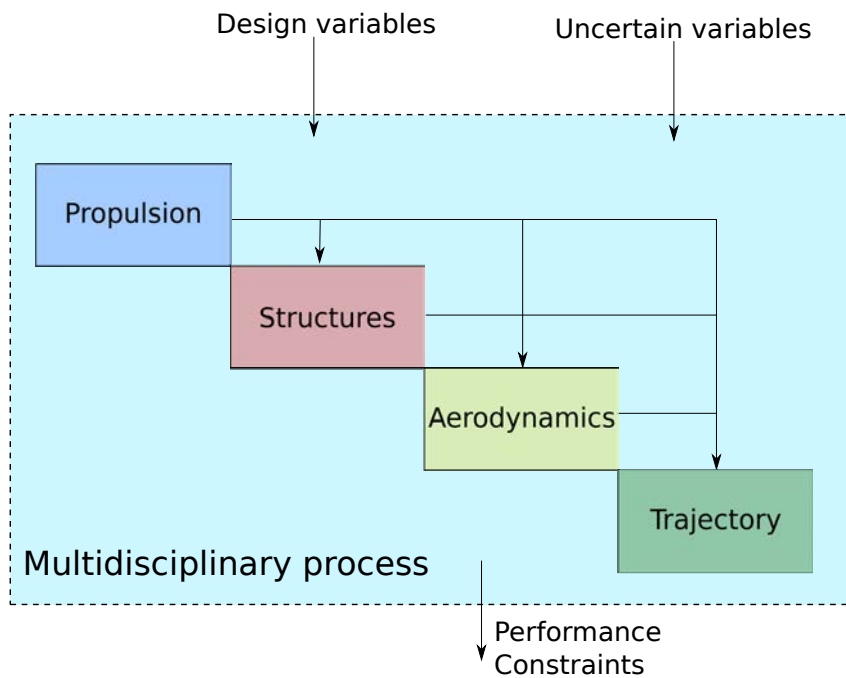 Design variables
Uncertain variables
Propulsion
Structures
Aerodynamics
Trajectory
Multidisciplinary process
Performance
Constraints